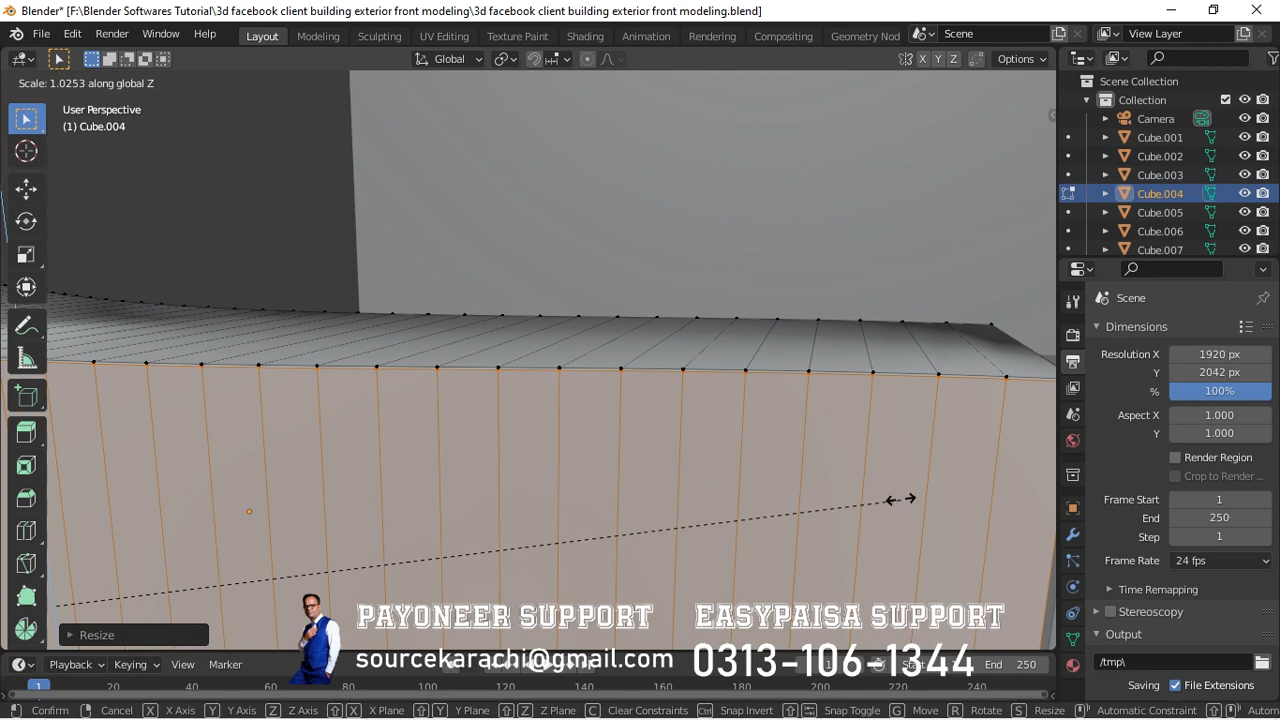 Blender* [F:\Blender Softwares Tutorial\3d facebook client building exterior front modeling\3d facebook client building exterior front modeling.blend]
File Edit Render Window Help Layout Modeling Sculpting UV Editing Texture Paint Shading Animation Rendering Compositing Geometry Nod Scene View Layer
Global Options
X Y Z
Scale: 1.0253 along global Z
User Perspective
(1) Cube.004
Scene Collection
Collection
Camera
Cube.001
Cube.002
Cube.003
Cube.004
Cube.005
Cube.006
Cube.007
Scene
Dimensions
Resolution X 1920 px
Y 2042 px
% 100%
Aspect X 1.000
Y 1.000
Render Region
Crop to Render ...
Frame Start 1
End 250
Step 1
Frame Rate 24 fps
Time Remapping
Stereoscopy
Output
/tmp\
Saving File Extensions
Resize
PAYONEER SUPPORT EASYPAISA SUPPORT
sourcekarachi@gmail.com 0313-106-1344
Playback Keying View Marker Start End 250
1 20 40 60 80 100 120 140 160 180 200 220 240
Confirm Cancel X X Axis Y Y Axis Z Z Axis X X Plane Y Y Plane Z Z Plane C Clear Constraints Ctrl Snap Invert Snap Toggle G Move R Rotate S Resize Automatic Constraint Autom